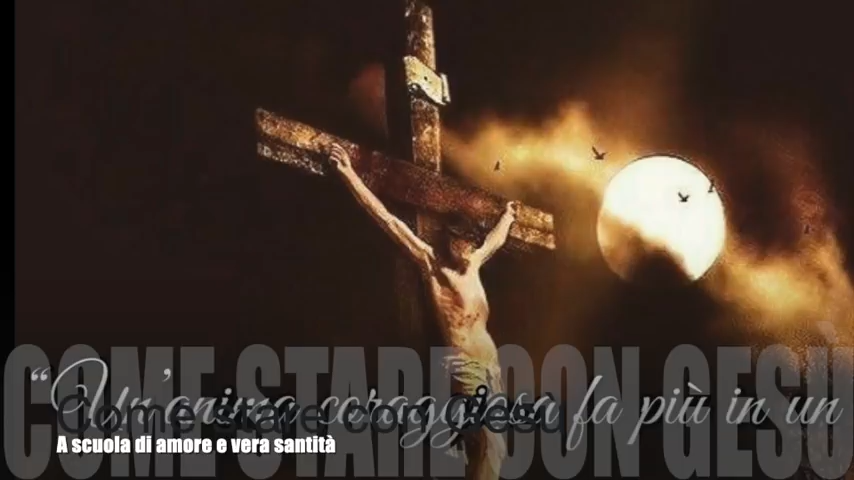 COME STARE CON GESÙ
“Un'anima coraggiosa fa più in un
Come stare con Gesù
A scuola di amore e vera santità